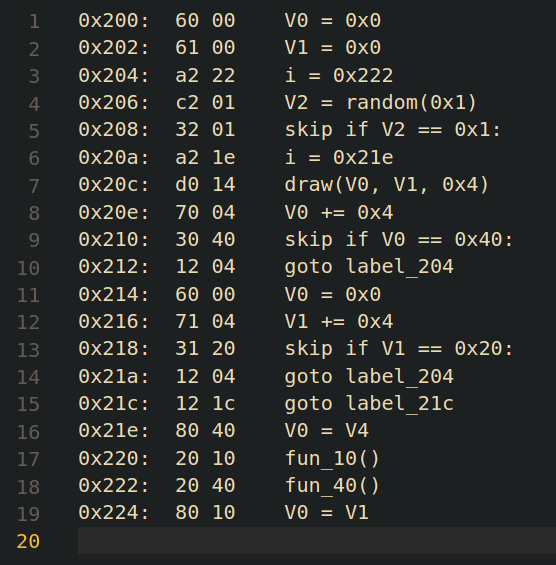 1 0x200: 60 00 V0 = 0x0
2 0x202: 61 00 V1 = 0x0
3 0x204: a2 22 i = 0x222
4 0x206: c2 01 V2 = random(0x1)
5 0x208: 32 01 skip if V2 == 0x1:
6 0x20a: a2 1e i = 0x21e
7 0x20c: d0 14 draw(V0, V1, 0x4)
8 0x20e: 70 04 V0 += 0x4
9 0x210: 30 40 skip if V0 == 0x40:
10 0x212: 12 04 goto label_204
11 0x214: 60 00 V0 = 0x0
12 0x216: 71 04 V1 += 0x4
13 0x218: 31 20 skip if V1 == 0x20:
14 0x21a: 12 04 goto label_204
15 0x21c: 12 1c goto label_21c
16 0x21e: 80 40 V0 = V4
17 0x220: 20 10 fun_10()
18 0x222: 20 40 fun_40()
19 0x224: 80 10 V0 = V1
20